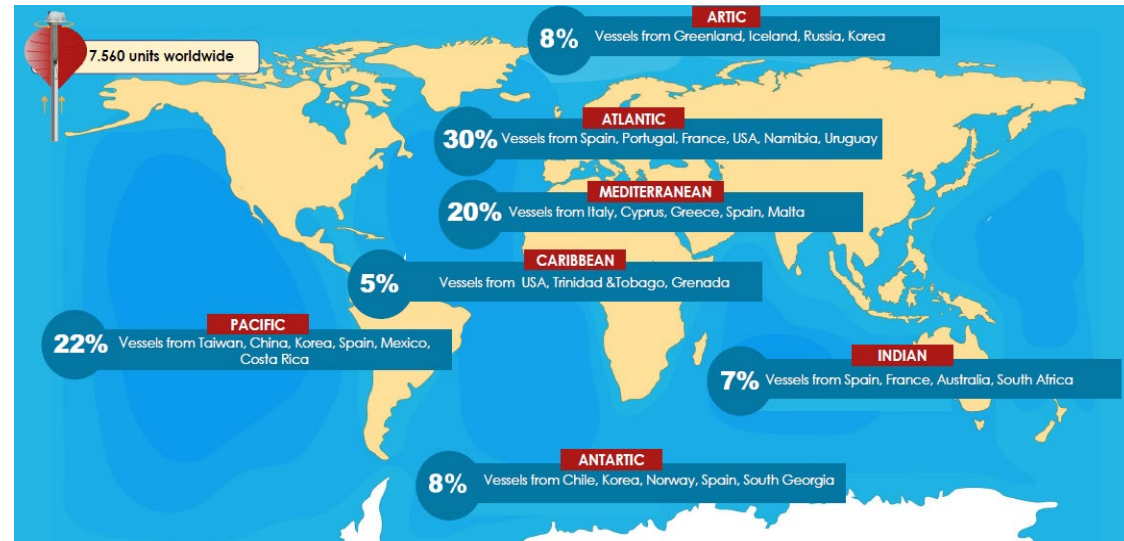 7.560 units worldwide
ARTIC
8%
Vessels from Greenland, Iceland, Russia, Korea
ATLANTIC
30%
Vessels from Spain, Portugal, France, USA, Namibia, Uruguay
MEDITERRANEAN
20%
Vessels from Italy, Cyprus, Greece, Spain, Malta
CARIBBEAN
5%
Vessels from USA, Trinidad &Tobago, Grenada
PACIFIC
22%
Vessels from Taiwan, China, Korea, Spain, Mexico,
Costa Rica
INDIAN
7%
Vessels from Spain, France, Australia, South Africa
ANTARTIC
8%
Vessels from Chile, Korea, Norway, Spain, South Georgia